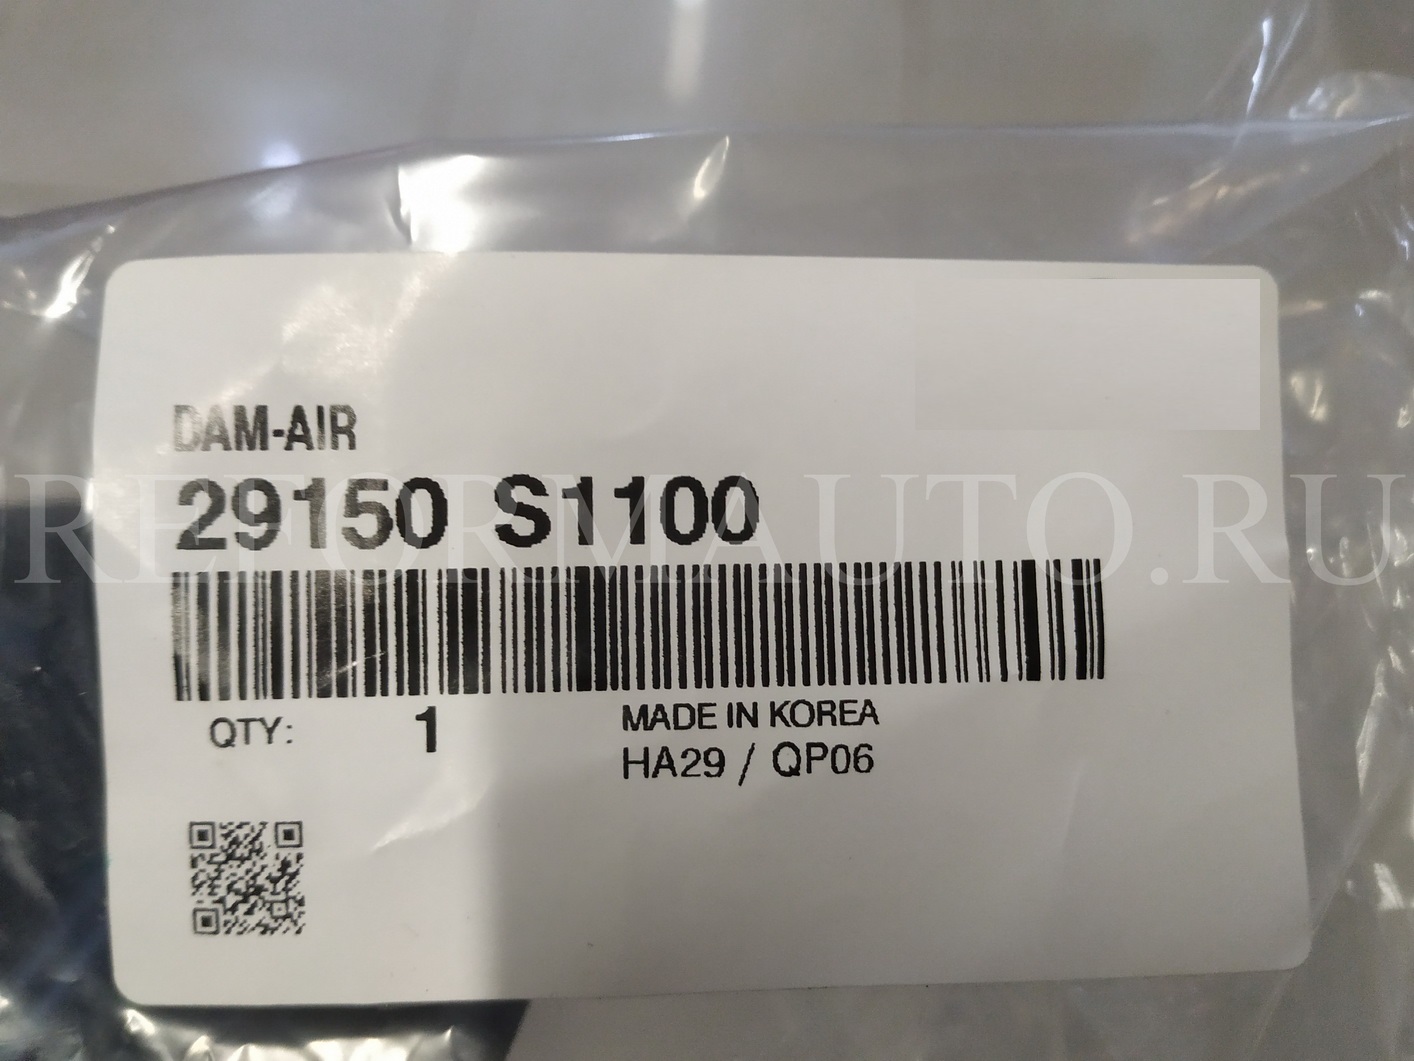 DAM-AIR
29150 S1100
REFORMAUTO.RU
QTY: 1
MADE IN KOREA
HA29 / QP06